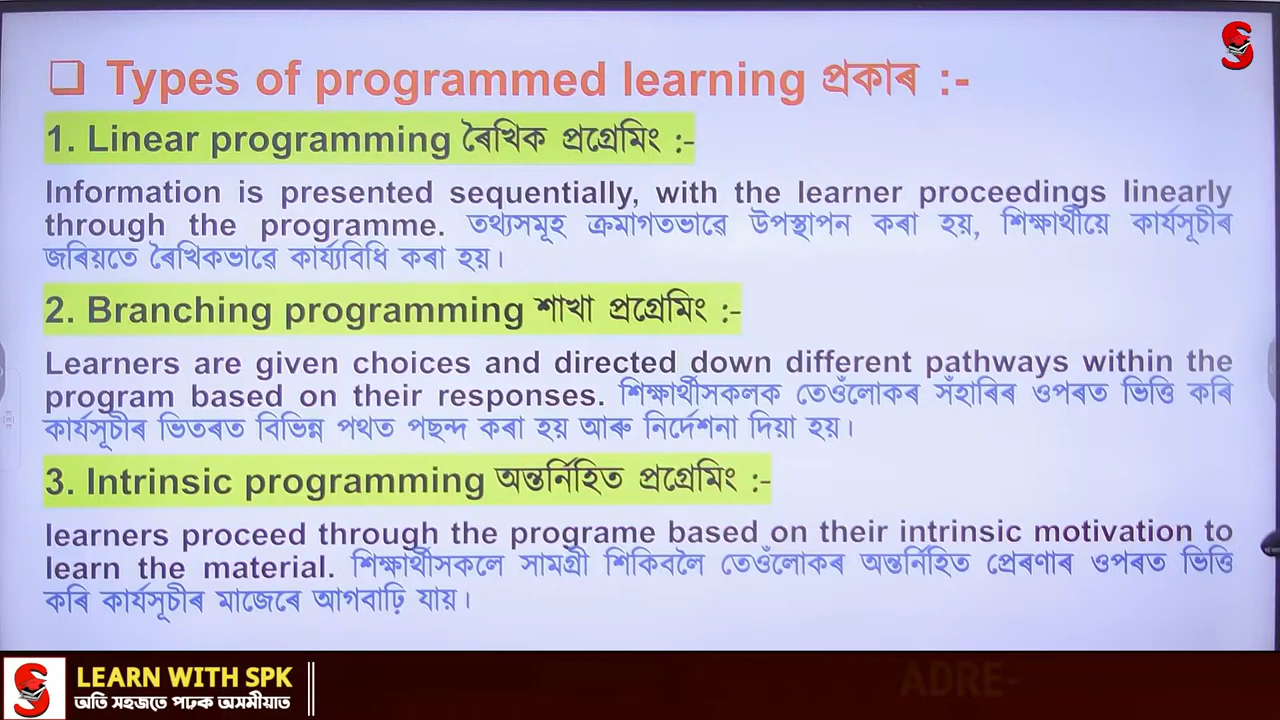 ❑ Types of programmed learning প্ৰকাৰ :-
1. Linear programming ৰৈখিক প্ৰগ্ৰেমিং :-
Information is presented sequentially, with the learner proceedings linearly
through the programme. তথ্যসমূহ ক্ৰমাগতভাৱে উপস্থাপন কৰা হয়, শিক্ষাৰ্থীয়ে কাৰ্যসূচীৰ
জৰিয়তে ৰৈখিকভাৱে কাৰ্য্যবিধি কৰা হয়।
2. Branching programming শাখা প্ৰগ্ৰেমিং :-
Learners are given choices and directed down different pathways within the
program based on their responses. শিক্ষাৰ্থীসকলক তেওঁলোকৰ সঁহাৰিৰ ওপৰত ভিত্তি কৰি
কাৰ্যসূচীৰ ভিতৰত বিভিন্ন পথত পছন্দ কৰা হয় আৰু নিৰ্দেশনা দিয়া হয়।
3. Intrinsic programming অন্তৰ্নিহিত প্ৰগ্ৰেমিং :-
learners proceed through the programe based on their intrinsic motivation to
learn the material. শিক্ষাৰ্থীসকলে সামগ্ৰী শিকিবলৈ তেওঁলোকৰ অন্তৰ্নিহিত প্ৰেৰণাৰ ওপৰত ভিত্তি
কৰি কাৰ্যসূচীৰ মাজেৰে আগবাঢ়ি যায়।
LEARN WITH SPK
অতি সহজতে পঢ়ক অসমীয়াত
ADRE-